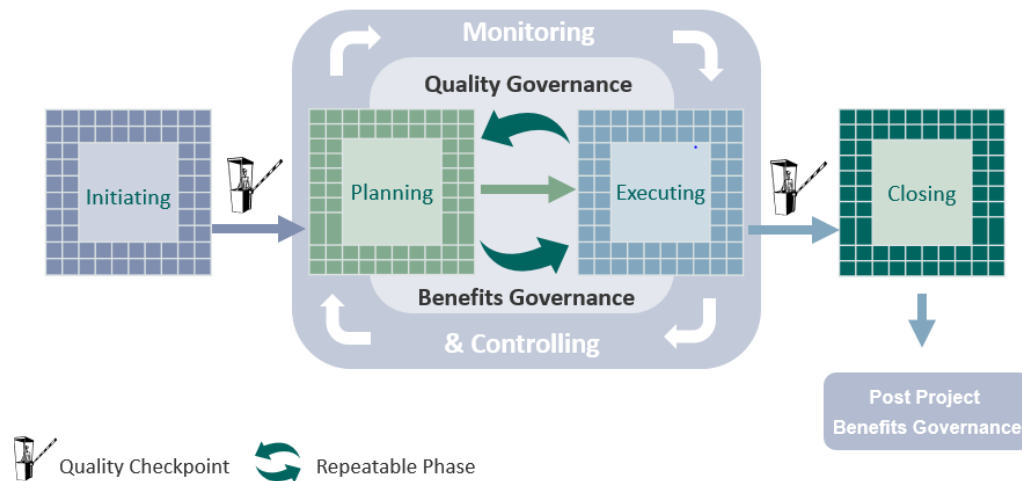 Monitoring
Quality Governance
Initiating
Planning
Executing
Closing
Benefits Governance
& Controlling
Post Project
Benefits Governance
Quality Checkpoint
Repeatable Phase